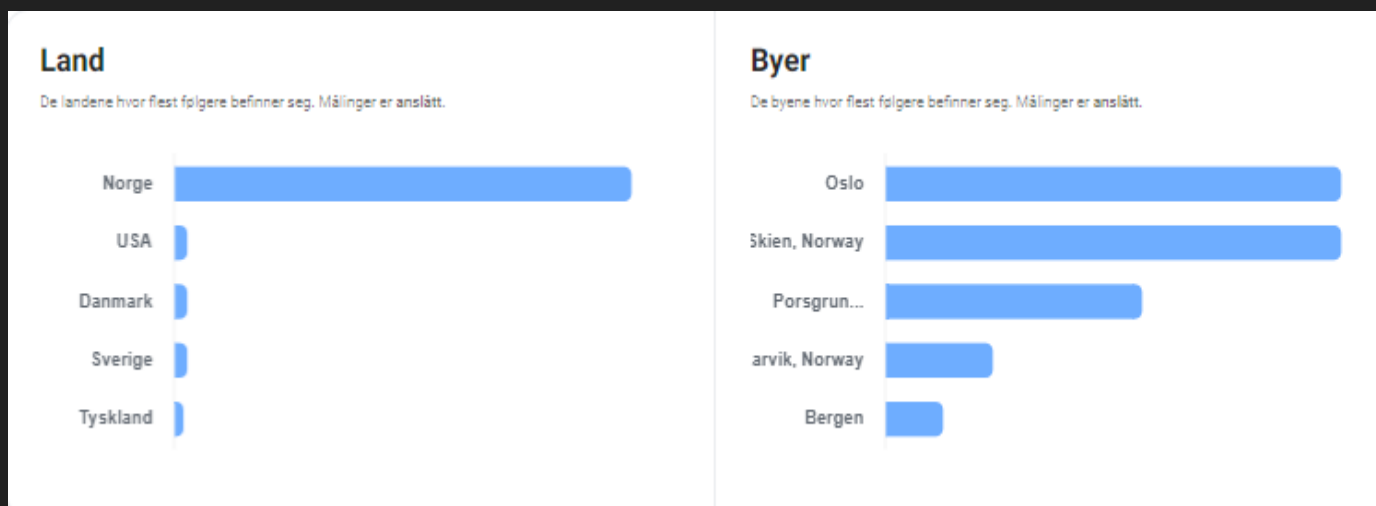 Land
De landene hvor flest følgere befinner seg. Målinger er anslått.
Norge
USA
Danmark
Sverige
Tyskland
Byer
De byene hvor flest følgere befinner seg. Målinger er anslått.
Oslo
Skien, Norway
Porsgrun...
arvik, Norway
Bergen